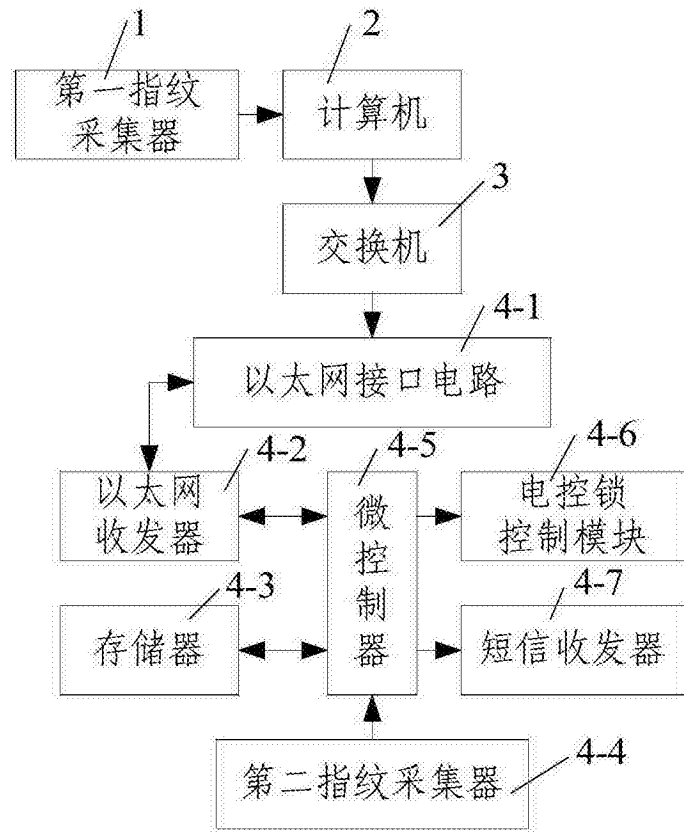 1
2
第一指纹
采集器
计算机
3
交换机
4-1
以太网接口电路
4-2
4-5
4-6
以太网
收发器
微
控
制
器
电控锁
控制模块
4-3
4-7
存储器
短信收发器
4-4
第二指纹采集器